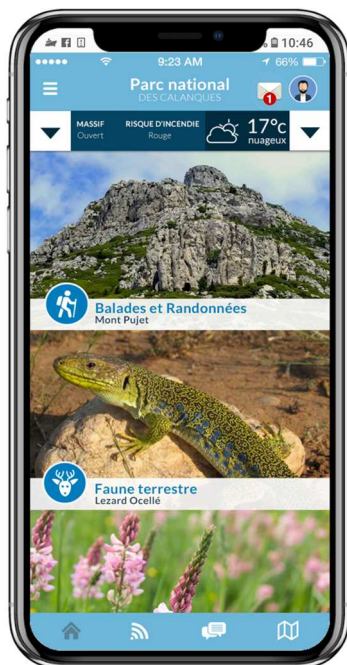 10:46
9:23 AM
66%
Parc national
DES CALANQUES
1
MASSIF
Ouvert
RISQUE D'INCENDIE
Rouge
17°c
nuageux
Balades et Randonnées
Mont Pujet
Faune terrestre
Lezard Ocellé